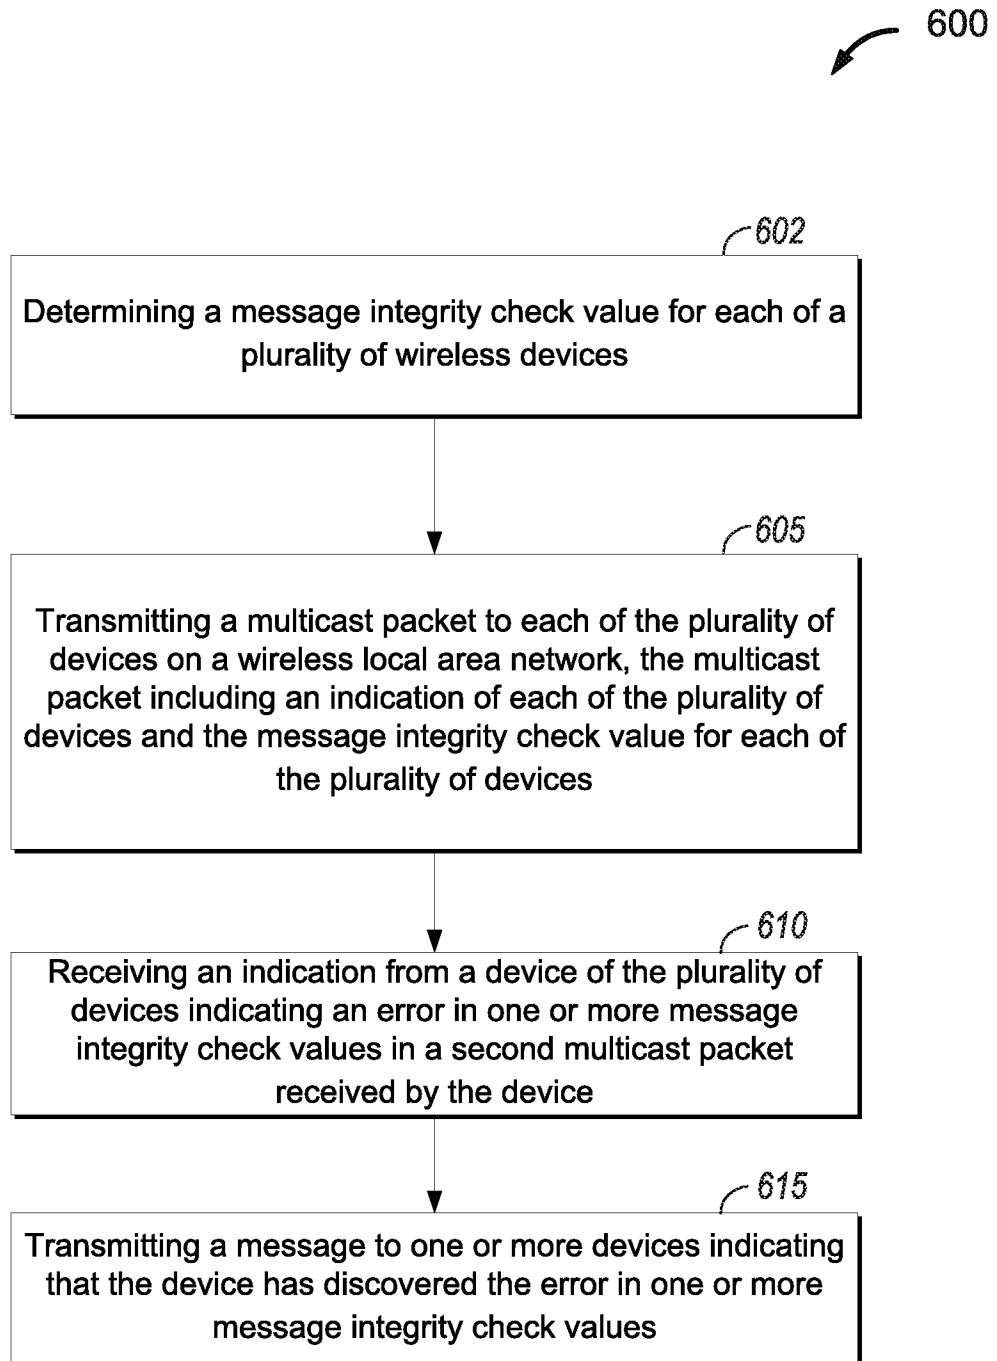 600
602
Determining a message integrity check value for each of a
plurality of wireless devices
605
Transmitting a multicast packet to each of the plurality of
devices on a wireless local area network, the multicast
packet including an indication of each of the plurality of
devices and the message integrity check value for each of
the plurality of devices
610
Receiving an indication from a device of the plurality of
devices indicating an error in one or more message
integrity check values in a second multicast packet
received by the device
615
Transmitting a message to one or more devices indicating
that the device has discovered the error in one or more
message integrity check values